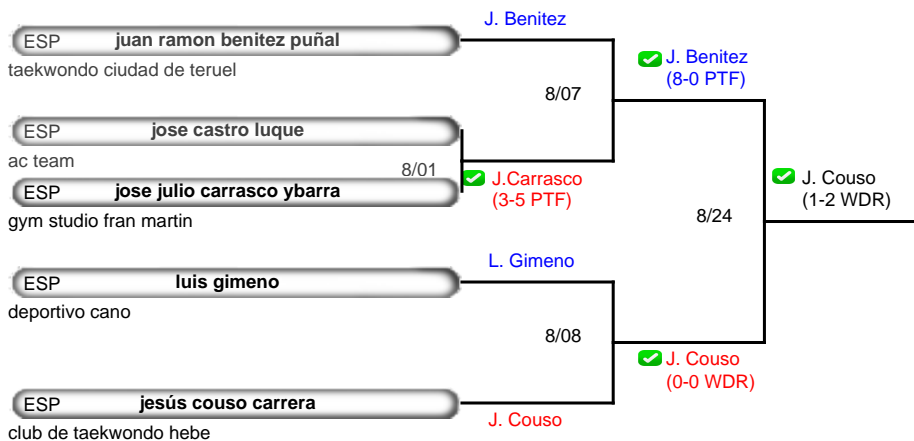 J. Benitez
ESP juan ramon benitez puñal
taekwondo ciudad de teruel
J. Benitez
(8-0 PTF)
8/07
ESP jose castro luque
ac team
8/01
J.Carrasco
(3-5 PTF)
ESP jose julio carrasco ybarra
gym studio fran martin
J. Couso
(1-2 WDR)
8/24
L. Gimeno
ESP luis gimeno
deportivo cano
8/08
J. Couso
(0-0 WDR)
ESP jesús couso carrera
J. Couso
club de taekwondo hebe